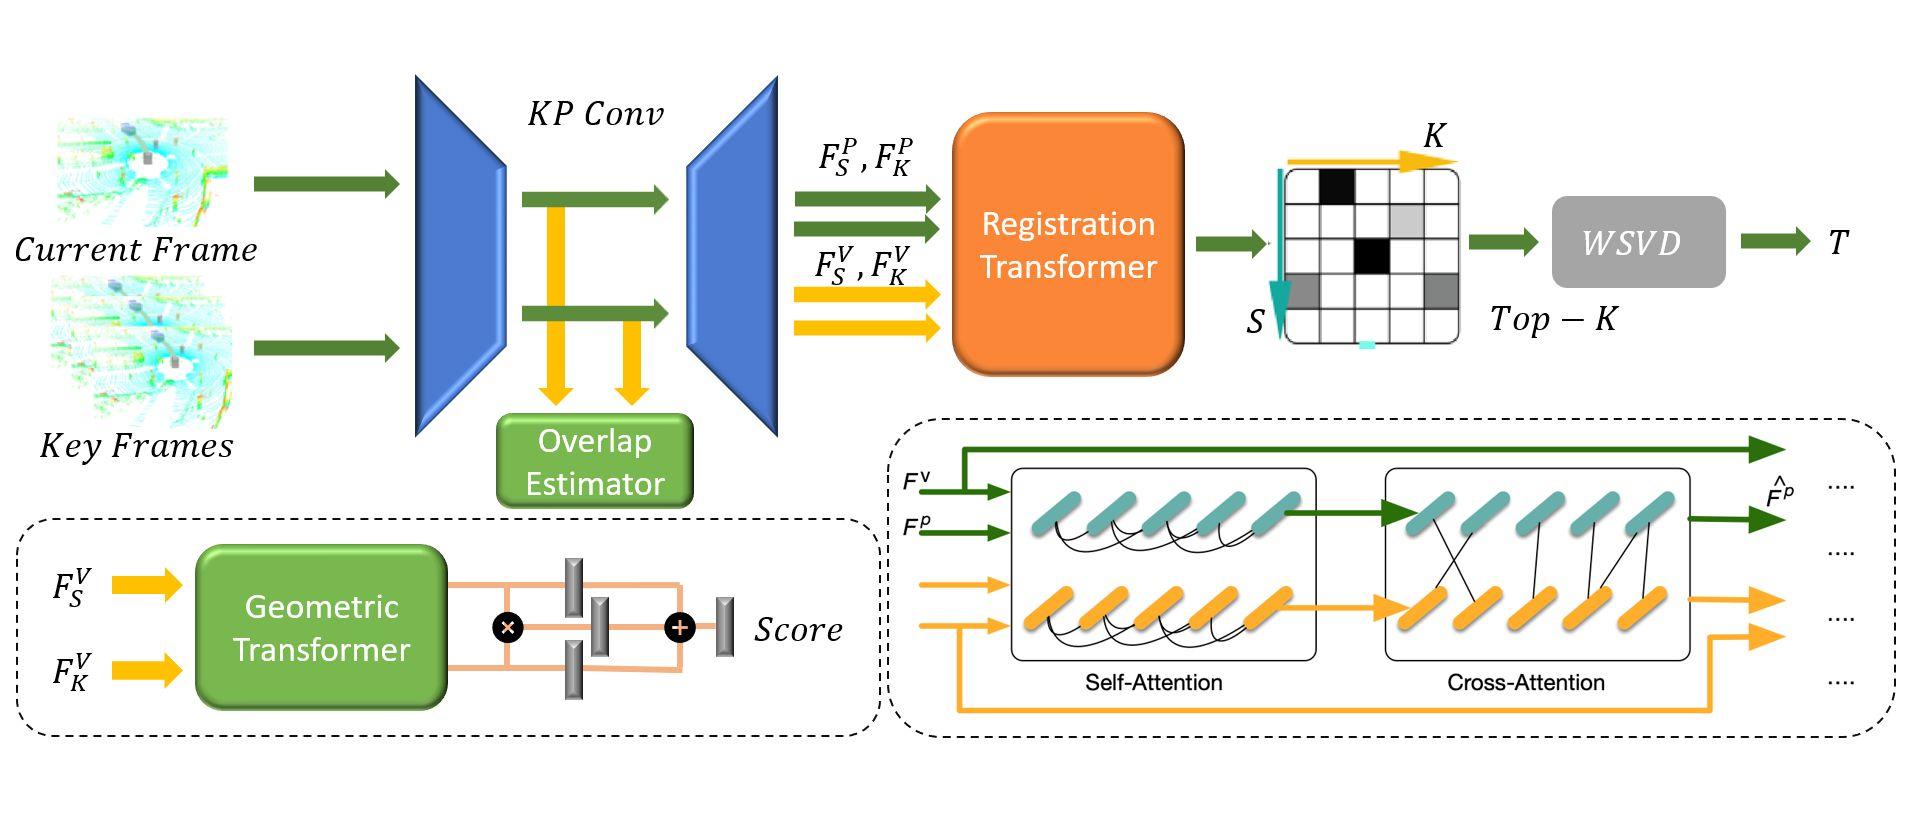 KP Conv
Current Frame
Key Frames
F_S^P, F_K^P
F_S^V, F_K^V
Registration
Transformer
K
S
Top − K
WSVD
T
Overlap
Estimator
F_S^V
F_K^V
Geometric
Transformer
×
+
Score
F^v
F^p
F̂^p
....
....
....
....
Self-Attention
Cross-Attention